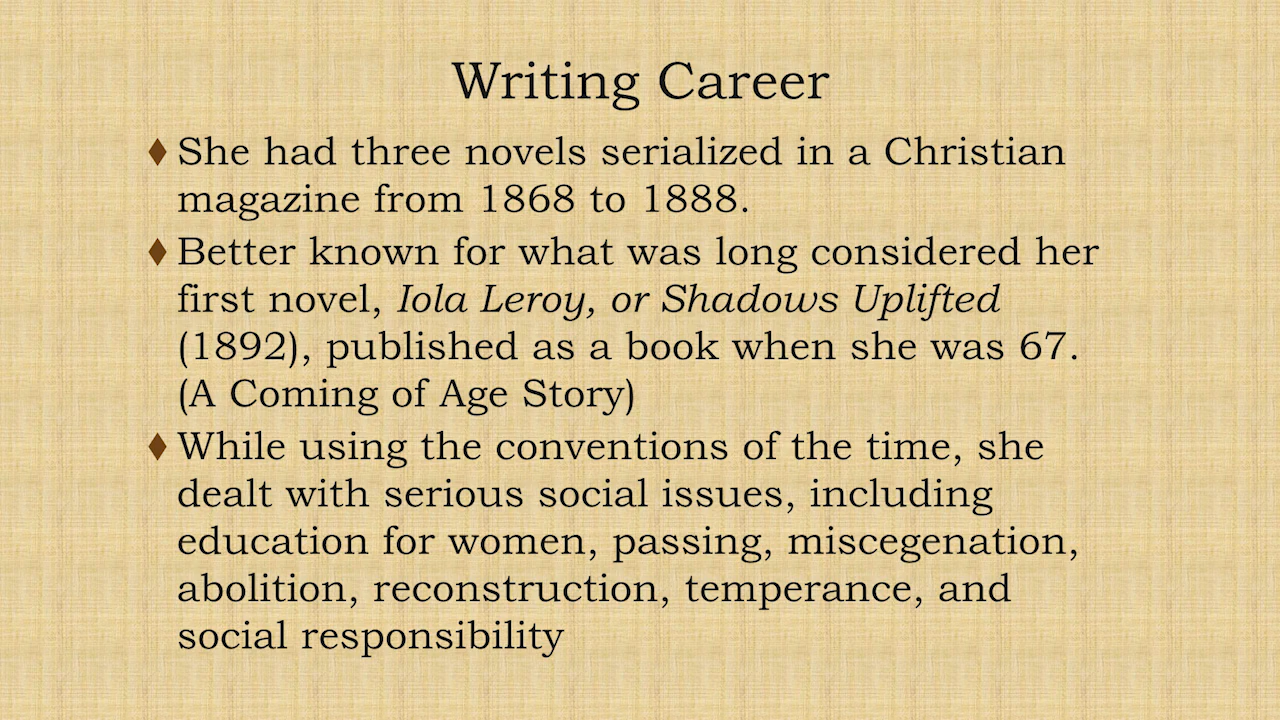 Writing Career
♦ She had three novels serialized in a Christian
magazine from 1868 to 1888.
♦ Better known for what was long considered her
first novel, Iola Leroy, or Shadows Uplifted
(1892), published as a book when she was 67.
(A Coming of Age Story)
♦ While using the conventions of the time, she
dealt with serious social issues, including
education for women, passing, miscegenation,
abolition, reconstruction, temperance, and
social responsibility